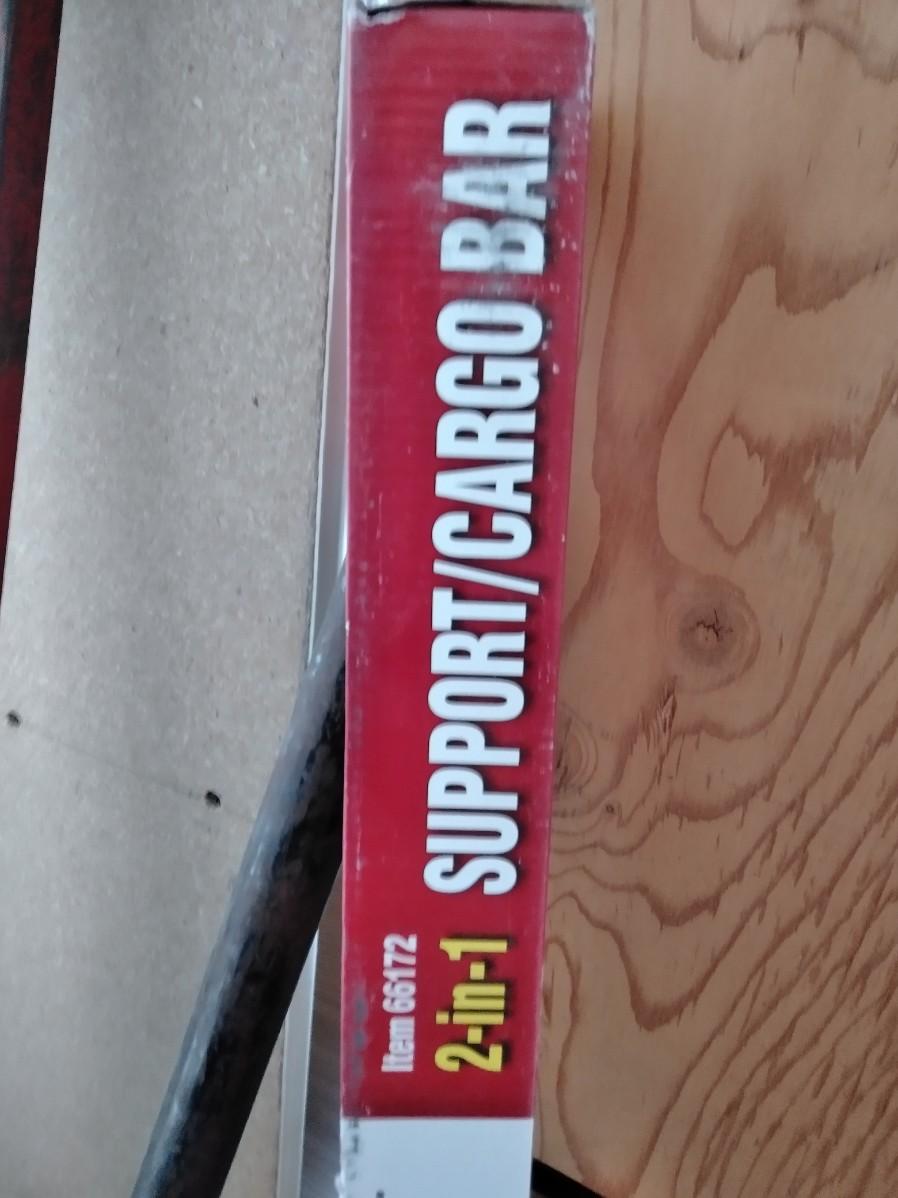 Item 66172
2-in-1 SUPPORT/CARGO BAR